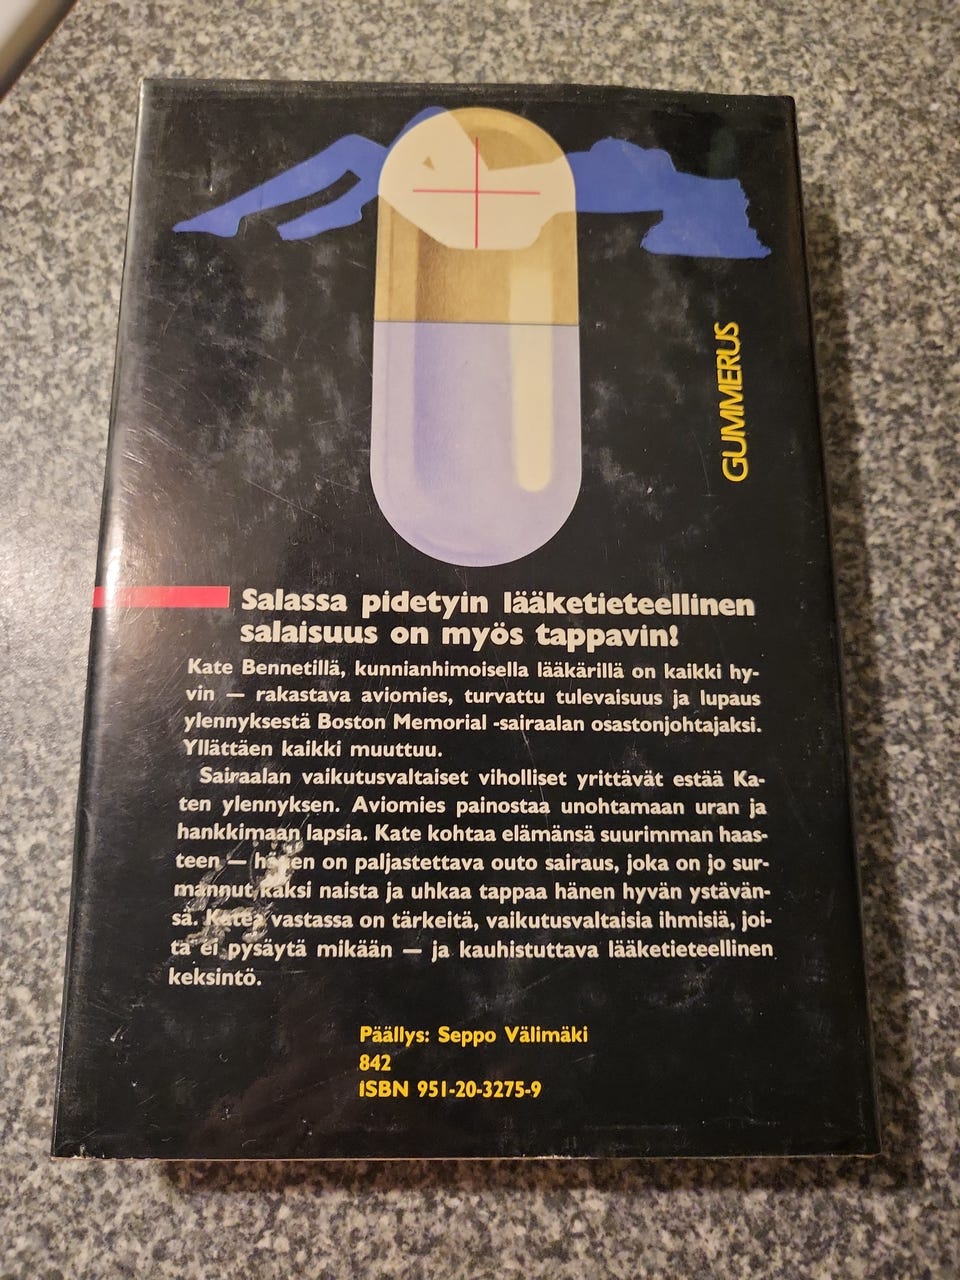 GUMMERUS
Salassa pidetyin lääketieteellinen
salaisuus on myös tappavin!
Kate Bennetillä, kunnianhimoisella lääkärillä on kaikki hy-
vin — rakastava aviomies, turvattu tulevaisuus ja lupaus
ylennyksestä Boston Memorial -sairaalan osastonjohtajaksi.
Yllättäen kaikki muuttuu.
Sairaalan vaikutusvaltaiset viholliset yrittävät estää Ka-
ten ylennyksen. Aviomies painostaa unohtamaan uran ja
hankkimaan lapsia. Kate kohtaa elämänsä suurimman haas-
teen — hänen on paljastettava outo sairaus, joka on jo sur-
mannut kaksi naista ja uhkaa tappaa hänen hyvän ystävän-
sä. Katea vastassa on tärkeitä, vaikutusvaltaisia ihmisiä, joi-
ta ei pysäytä mikään — ja kauhistuttava lääketieteellinen
keksintö.
Päällys: Seppo Välimäki
842
ISBN 951-20-3275-9